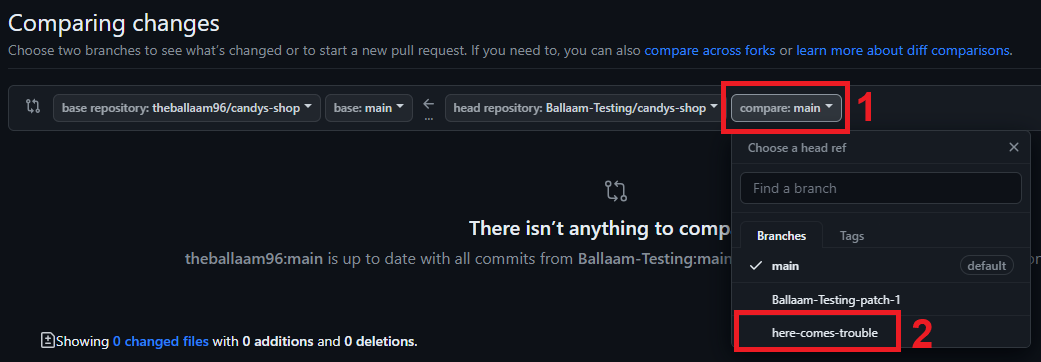 Comparing changes
Choose two branches to see what's changed or to start a new pull request. If you need to, you can also compare across forks or learn more about diff comparisons.
base repository: theballaam96/candys-shop base: main ... head repository: Ballaam-Testing/candys-shop compare: main 1
Choose a head ref
Find a branch
There isn't anything to
Branches Tags
theballaam96:main is up to date with all commits from Ballaam-Testing:main
main default
Ballaam-Testing-patch-1
Showing 0 changed files with 0 additions and 0 deletions.
here-comes-trouble 2